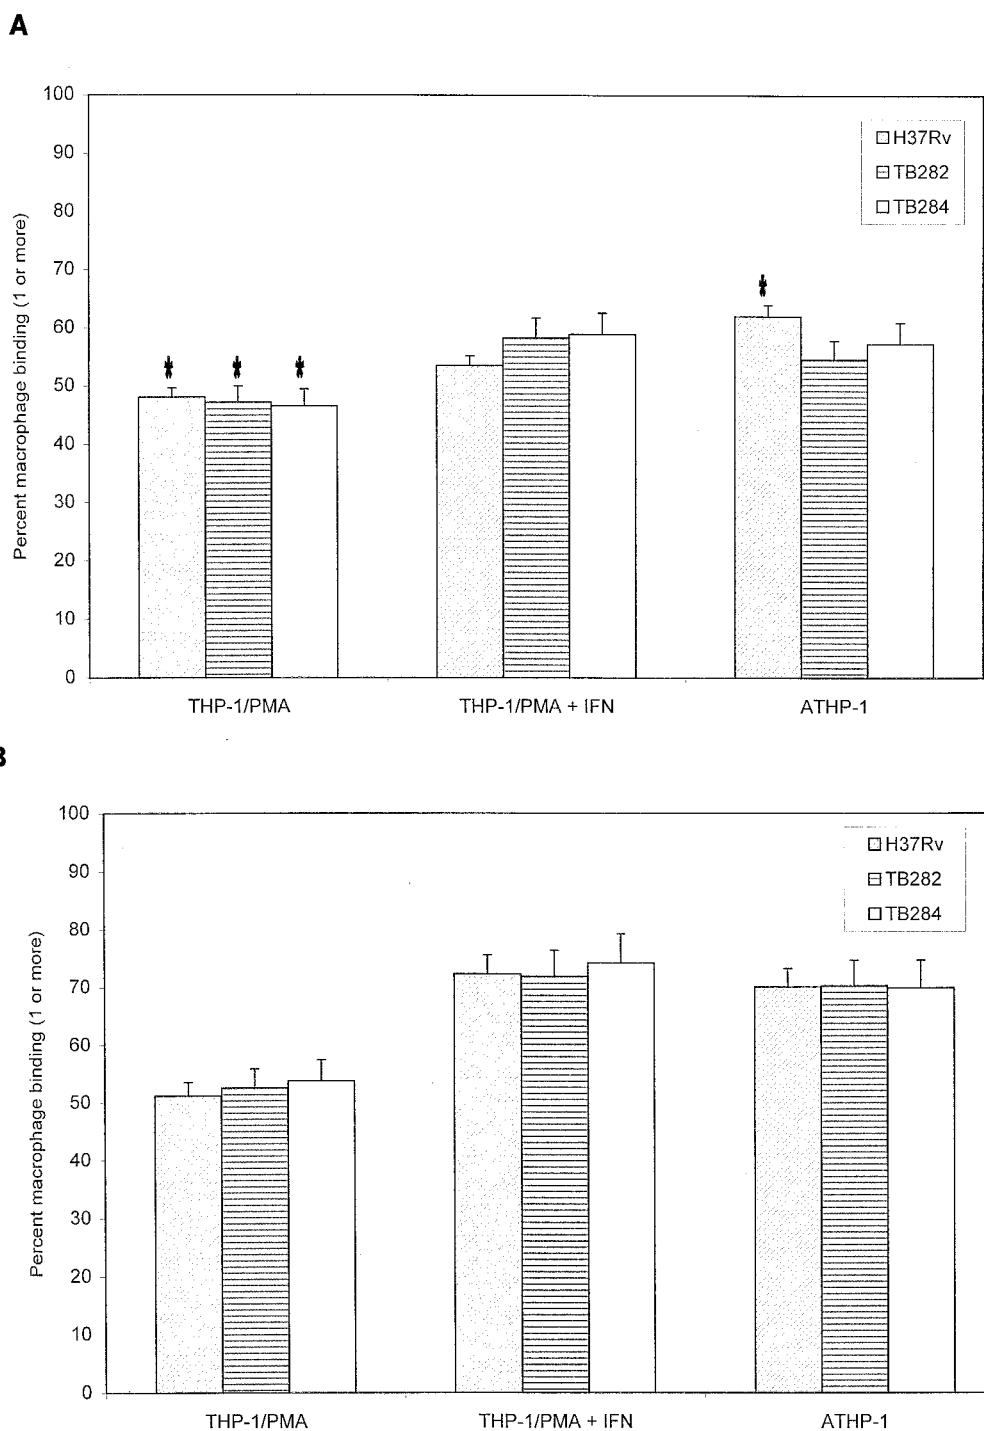 A
100
90
80
70
60
50
40
30
20
10
0
Percent macrophage binding (1 or more)
H37Rv
TB282
TB284
* * *
*
THP-1/PMA
THP-1/PMA + IFN
ATHP-1
B
100
90
80
70
60
50
40
30
20
10
0
Percent macrophage binding (1 or more)
H37Rv
TB282
TB284
THP-1/PMA
THP-1/PMA + IFN
ATHP-1